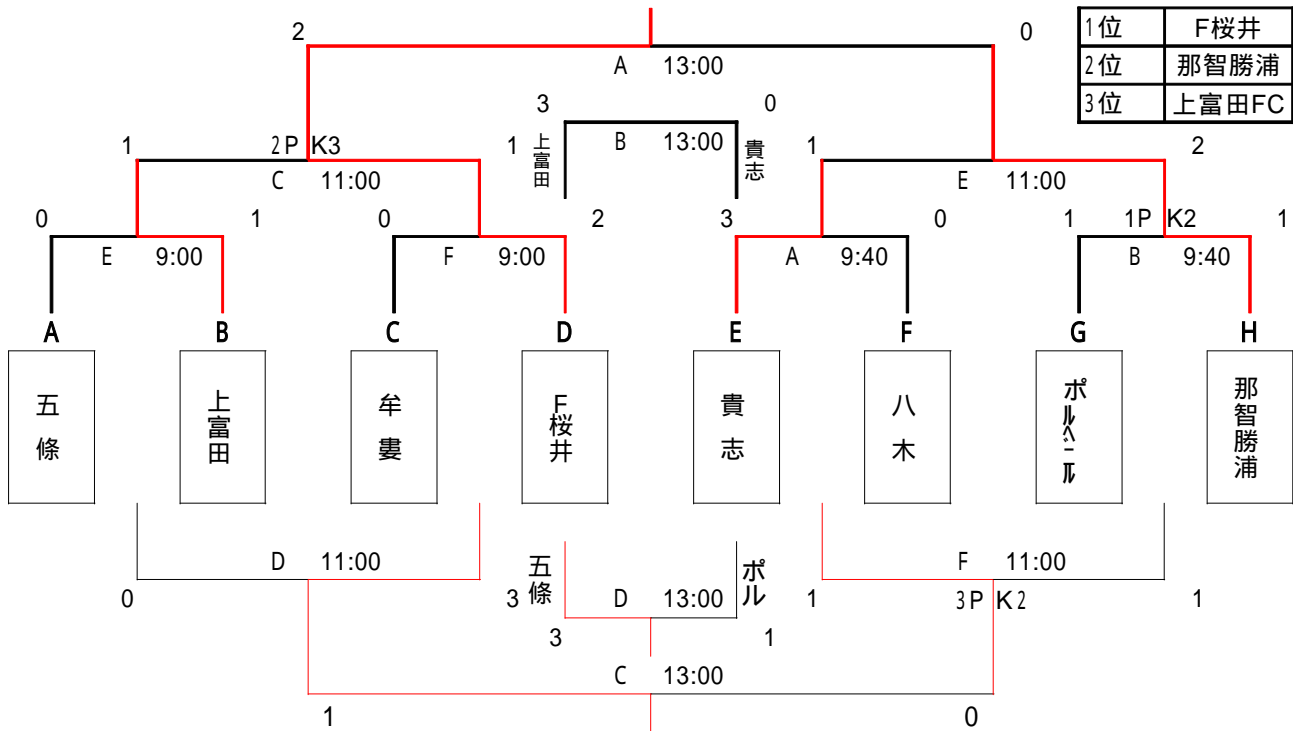 2
0
1位 F桜井
A 13:00
2位 那智勝浦
3 0
3位 上富田FC
1 2P K3 1 上富田 B 13:00 貴志 1 2
C 11:00 E 11:00
0 1 0 2 3 0 1 1P K2 1
E 9:00 F 9:00 A 9:40 B 9:40
A B C D E F G H
五條
上富田
牟婁
F桜井
貴志
八木
ポルベニール
那智勝浦
D 11:00 五條 ポル F 11:00
0 3 D 13:00 1 3P K2 1
3 1
C 13:00
1 0